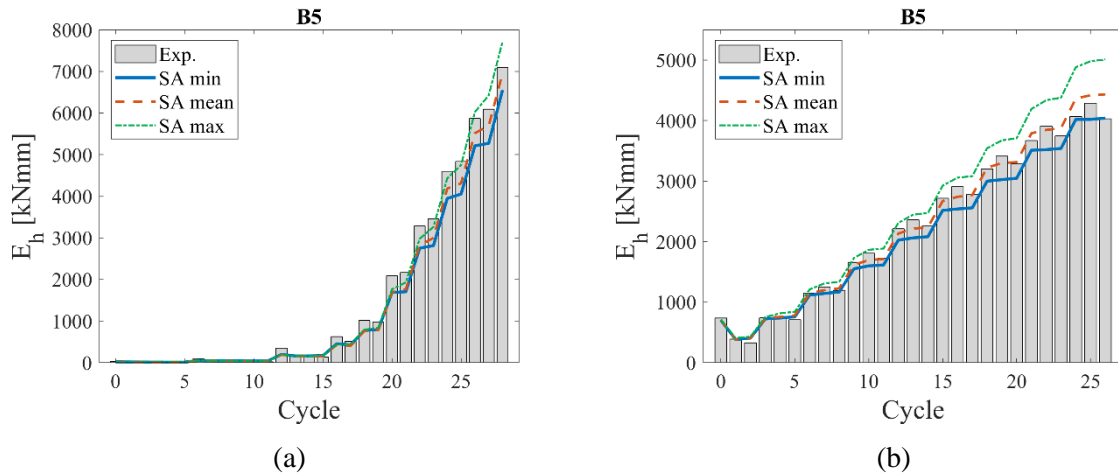 B5
8000
7000
6000
5000
4000
3000
2000
1000
0
E_h [kNmm]
Exp.
SA min
SA mean
SA max
0 5 10 15 20 25
Cycle
(a)
B5
5000
4000
3000
2000
1000
0
E_h [kNmm]
Exp.
SA min
SA mean
SA max
0 5 10 15 20 25
Cycle
(b)